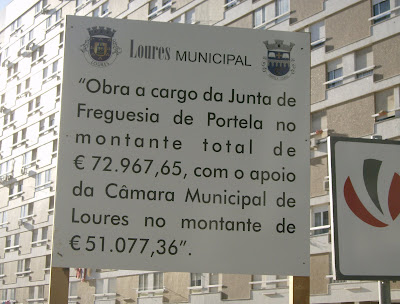 Loures MUNICIPAL
“Obra a cargo da Junta de
Freguesia de Portela no
montante total de
€ 72.967,65, com o apoio
da Câmara Municipal de
Loures no montante de
€ 51.077,36”.